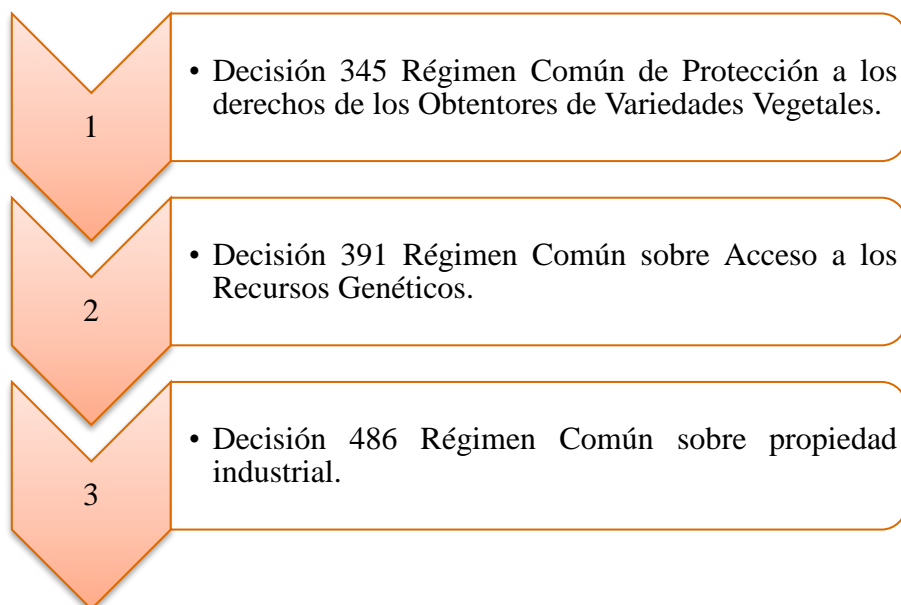 1
• Decisión 345 Régimen Común de Protección a los
derechos de los Obtentores de Variedades Vegetales.
2
• Decisión 391 Régimen Común sobre Acceso a los
Recursos Genéticos.
3
• Decisión 486 Régimen Común sobre propiedad
industrial.